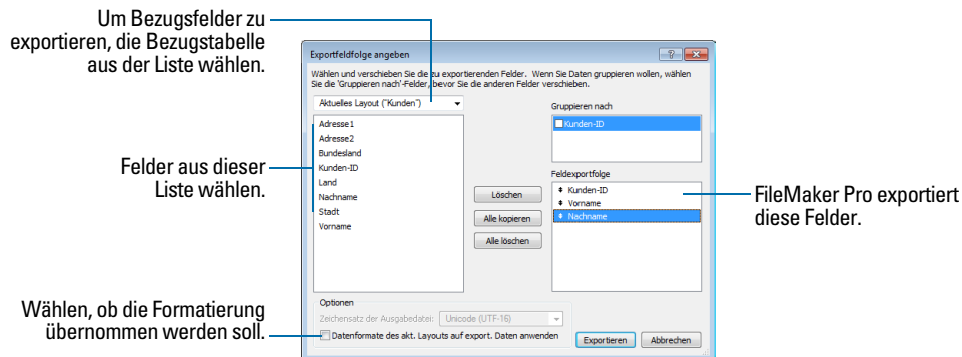 Um Bezugsfelder zu
exportieren, die Bezugstabelle
aus der Liste wählen.
Felder aus dieser
Liste wählen.
Wählen, ob die Formatierung
übernommen werden soll.
Exportfeldfolge angeben
Wählen und verschieben Sie die zu exportierenden Felder. Wenn Sie Daten gruppieren wollen, wählen
Sie die 'Gruppieren nach'-Felder, bevor Sie die anderen Felder verschieben.
Aktuelles Layout ("Kunden")
Adresse1
Adresse2
Bundesland
Kunden-ID
Land
Nachname
Stadt
Vorname
Löschen
Alle kopieren
Alle löschen
Gruppieren nach
Kunden-ID
Feldexportfolge
Kunden-ID
Vorname
Nachname
Optionen
Zeichensatz der Ausgabedatei: Unicode (UTF-16)
Datenformate des akt. Layouts auf export. Daten anwenden
Exportieren
Abbrechen
FileMaker Pro exportiert
diese Felder.